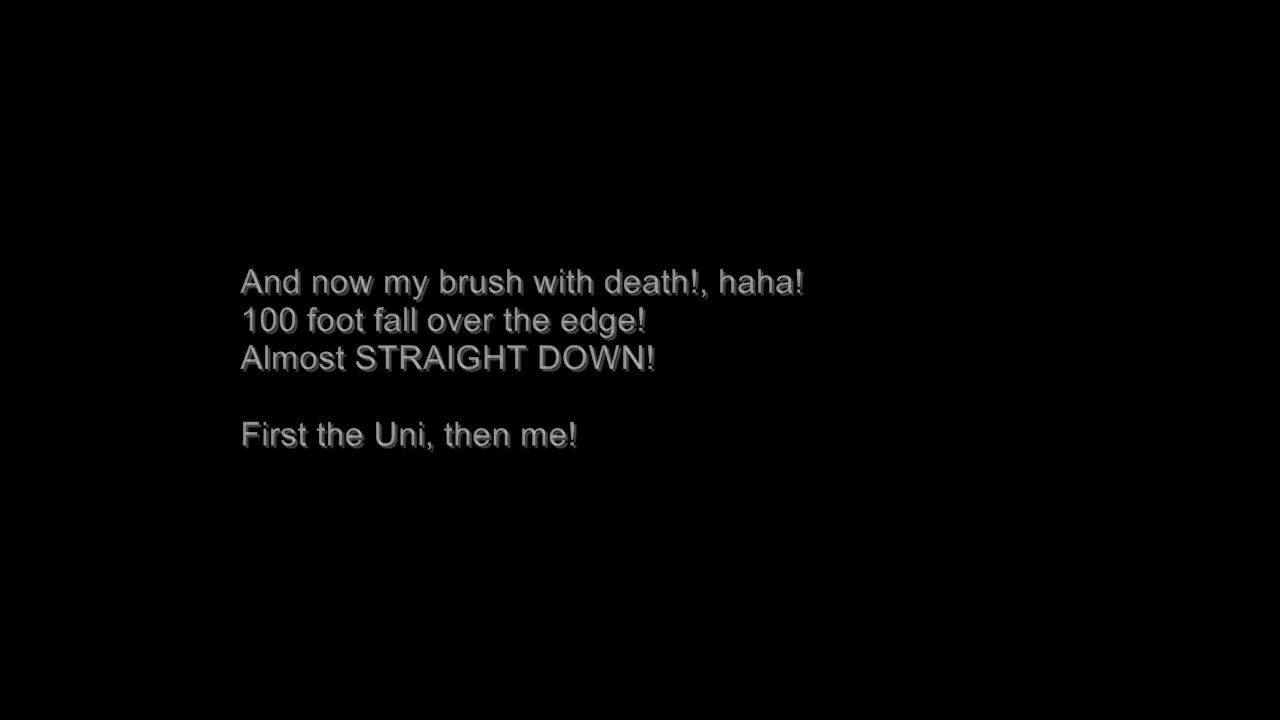 And now my brush with death!, haha!
100 foot fall over the edge!
Almost STRAIGHT DOWN!
First the Uni, then me!